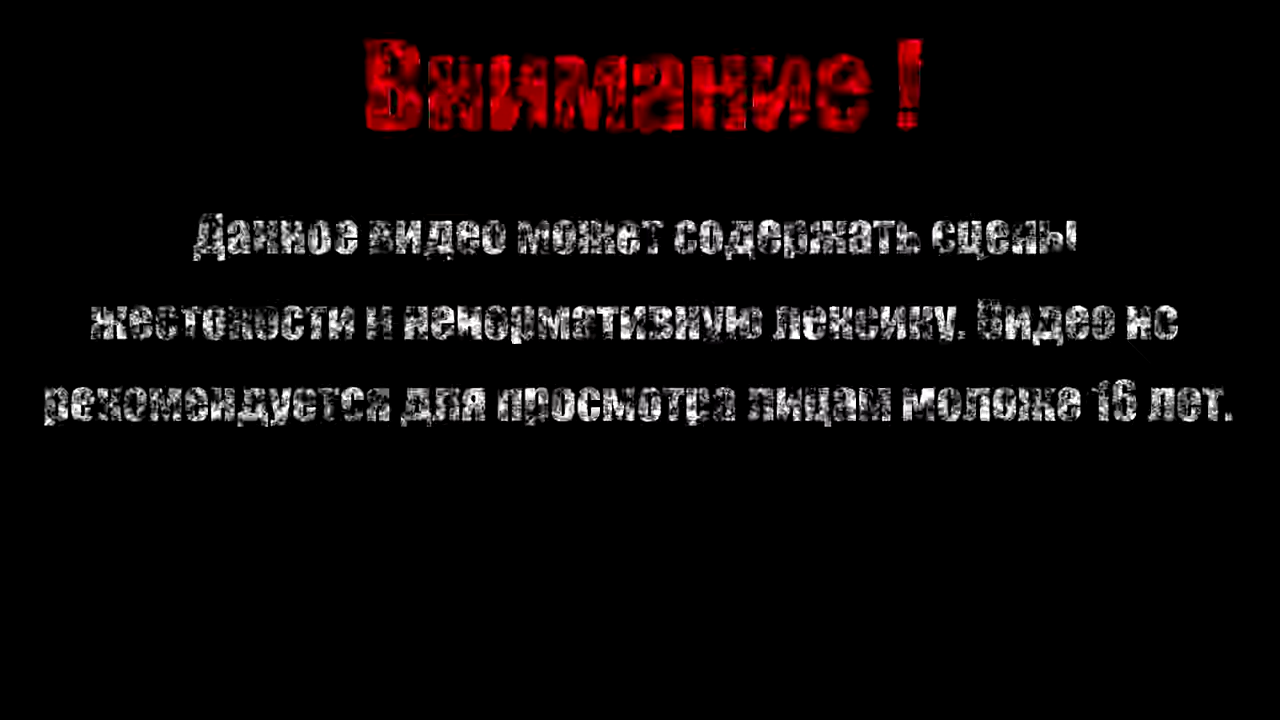 Внимание !
Данное видео может содержать сцены
жестокости и ненормативную лексику. Видео не
рекомендуется для просмотра лицам моложе 16 лет.